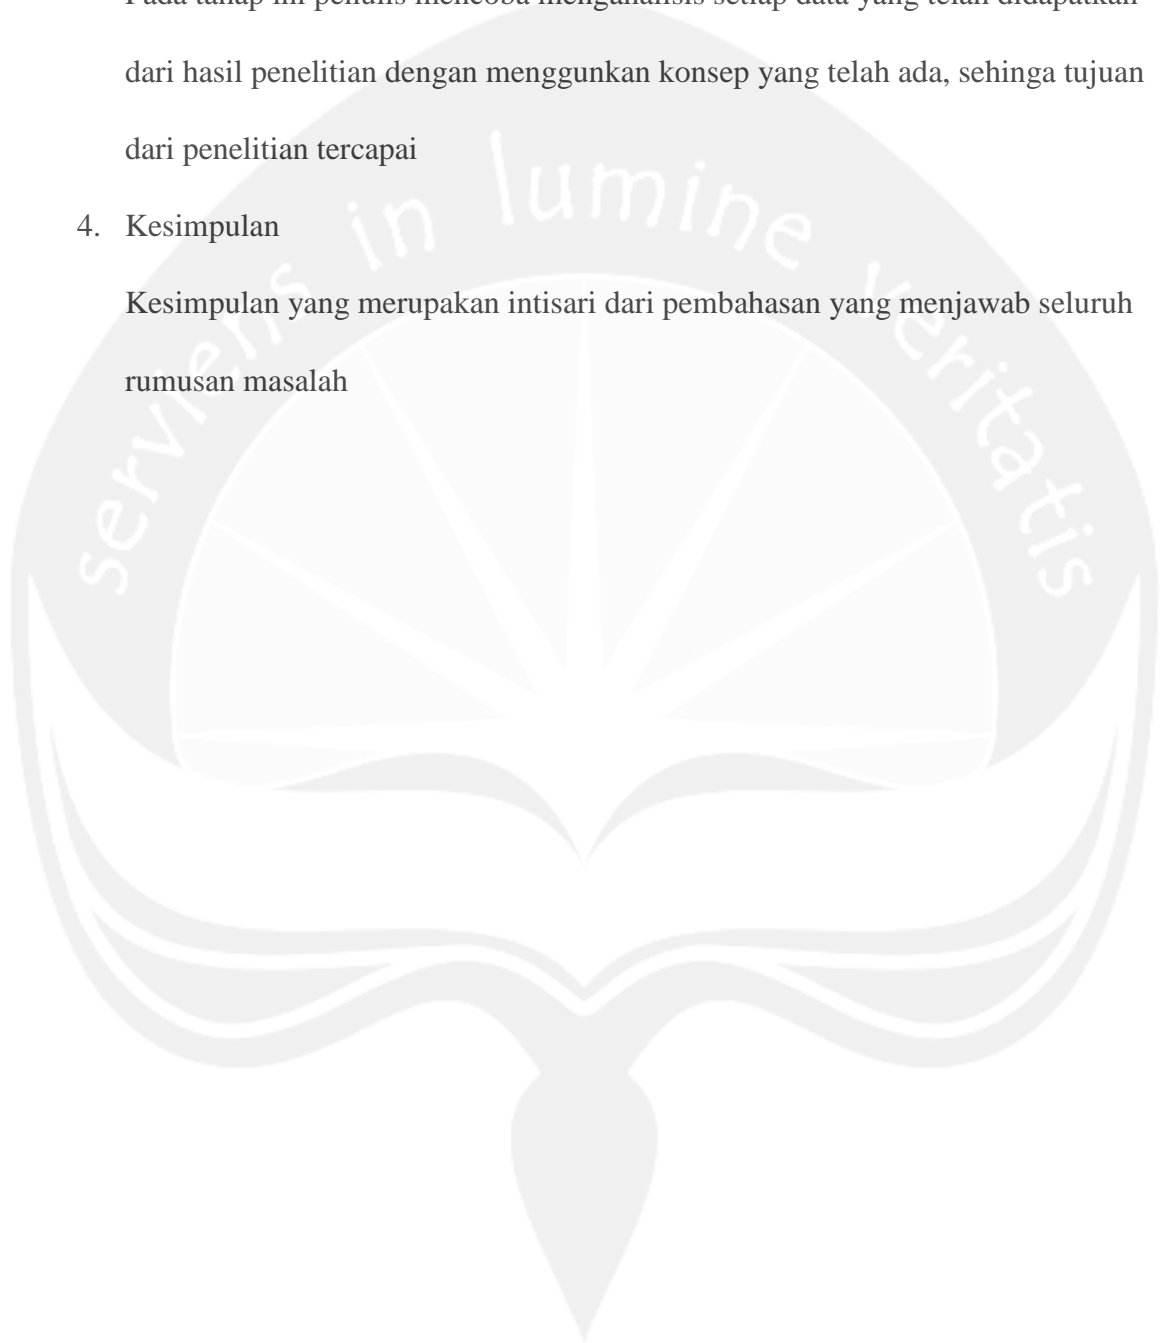 Pada tahap ini penulis mencoba menganalisis setiap data yang telah didapatkan
dari hasil penelitian dengan menggunkan konsep yang telah ada, sehinga tujuan
dari penelitian tercapai
4. Kesimpulan
Kesimpulan yang merupakan intisari dari pembahasan yang menjawab seluruh
rumusan masalah
serviens in lumine veritatis